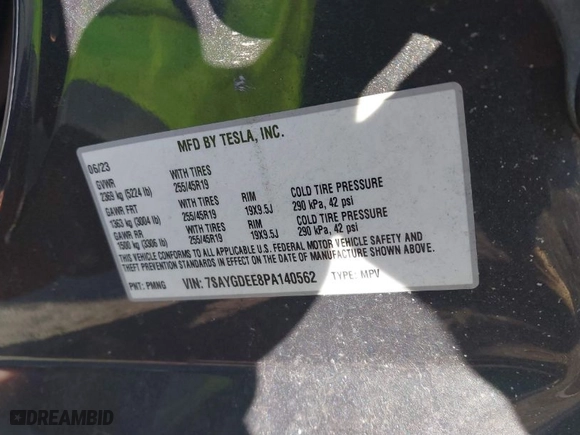 MFD BY TESLA, INC.
06/23
GVWR WITH TIRES
2369 kg (5224 lb) 255/45R19 RIM COLD TIRE PRESSURE
GAWR FRT WITH TIRES 19X9.5J 290 kPa, 42 psi
1363 kg (3004 lb) 255/45R19 RIM COLD TIRE PRESSURE
GAWR RR WITH TIRES 19X9.5J 290 kPa, 42 psi
1500 kg (3306 lb) 255/45R19
THIS VEHICLE CONFORMS TO ALL APPLICABLE U.S. FEDERAL MOTOR VEHICLE SAFETY AND
THEFT PREVENTION STANDARDS IN EFFECT ON THE DATE OF MANUFACTURE SHOWN ABOVE.
PNT: PMNG VIN: 7SAYGDEE8PA140562 TYPE: MPV
DREAMBID